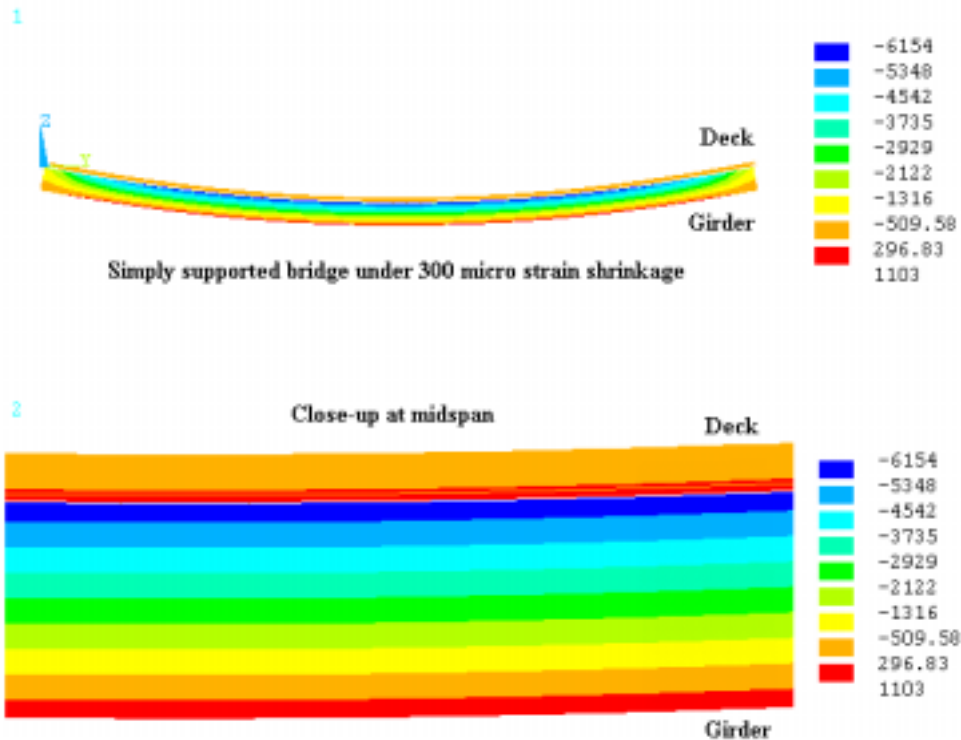 1
-6154
-5348
-4542
-3735
-2929
-2122
-1316
-509.58
296.83
1103
Z
Y
Deck
Girder
Simply supported bridge under 300 micro strain shrinkage
2
Close-up at midspan
Deck
-6154
-5348
-4542
-3735
-2929
-2122
-1316
-509.58
296.83
1103
Girder